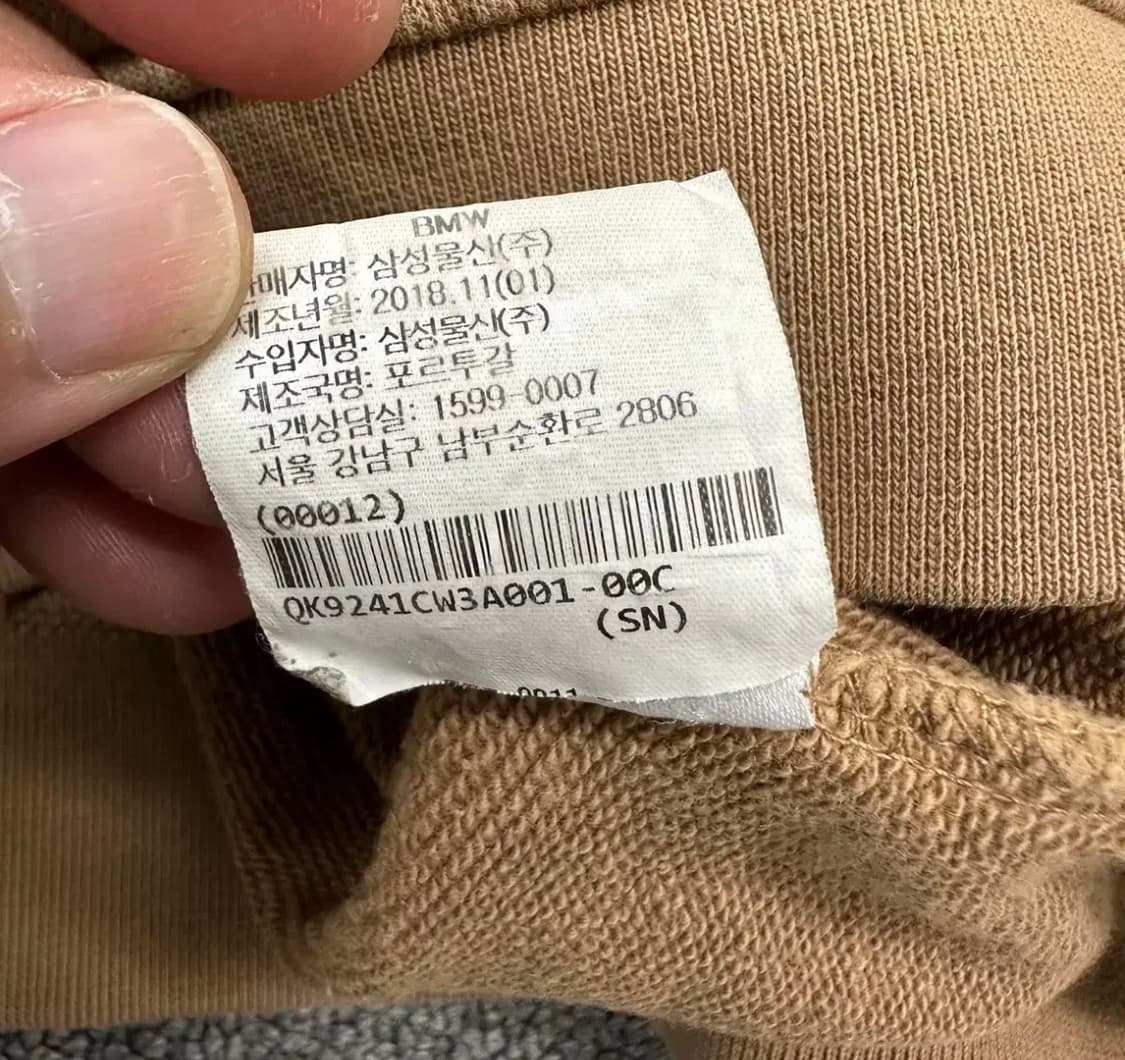 BMW
매자명: 삼성물산(주)
제조년월: 2018.11(01)
수입자명: 삼성물산(주)
제조국명: 포르투갈
고객상담실: 1599-0007
서울 강남구 남부순환로 2806
(00012)
QK9241CW3A001-00C
(SN)